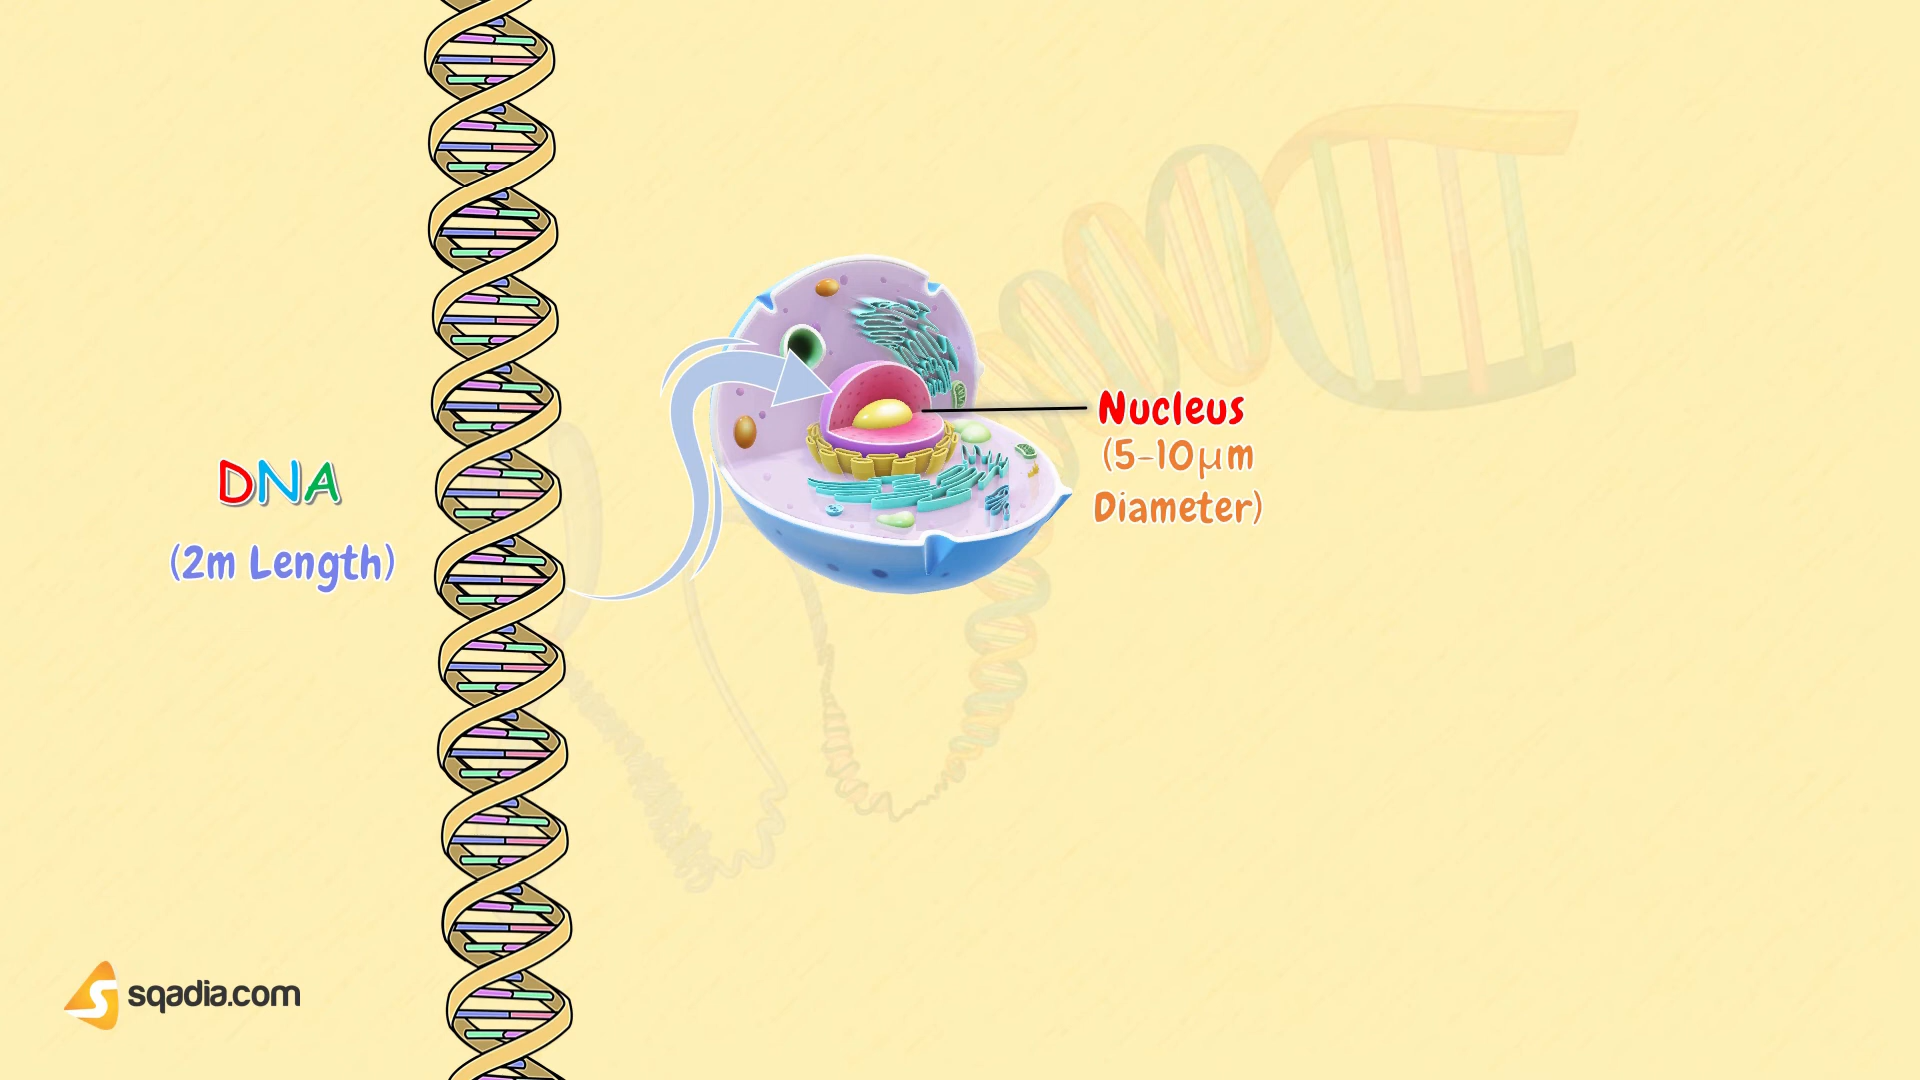 DNA
(2m Length)
Nucleus
(5-10µm
Diameter)
sqadia.com